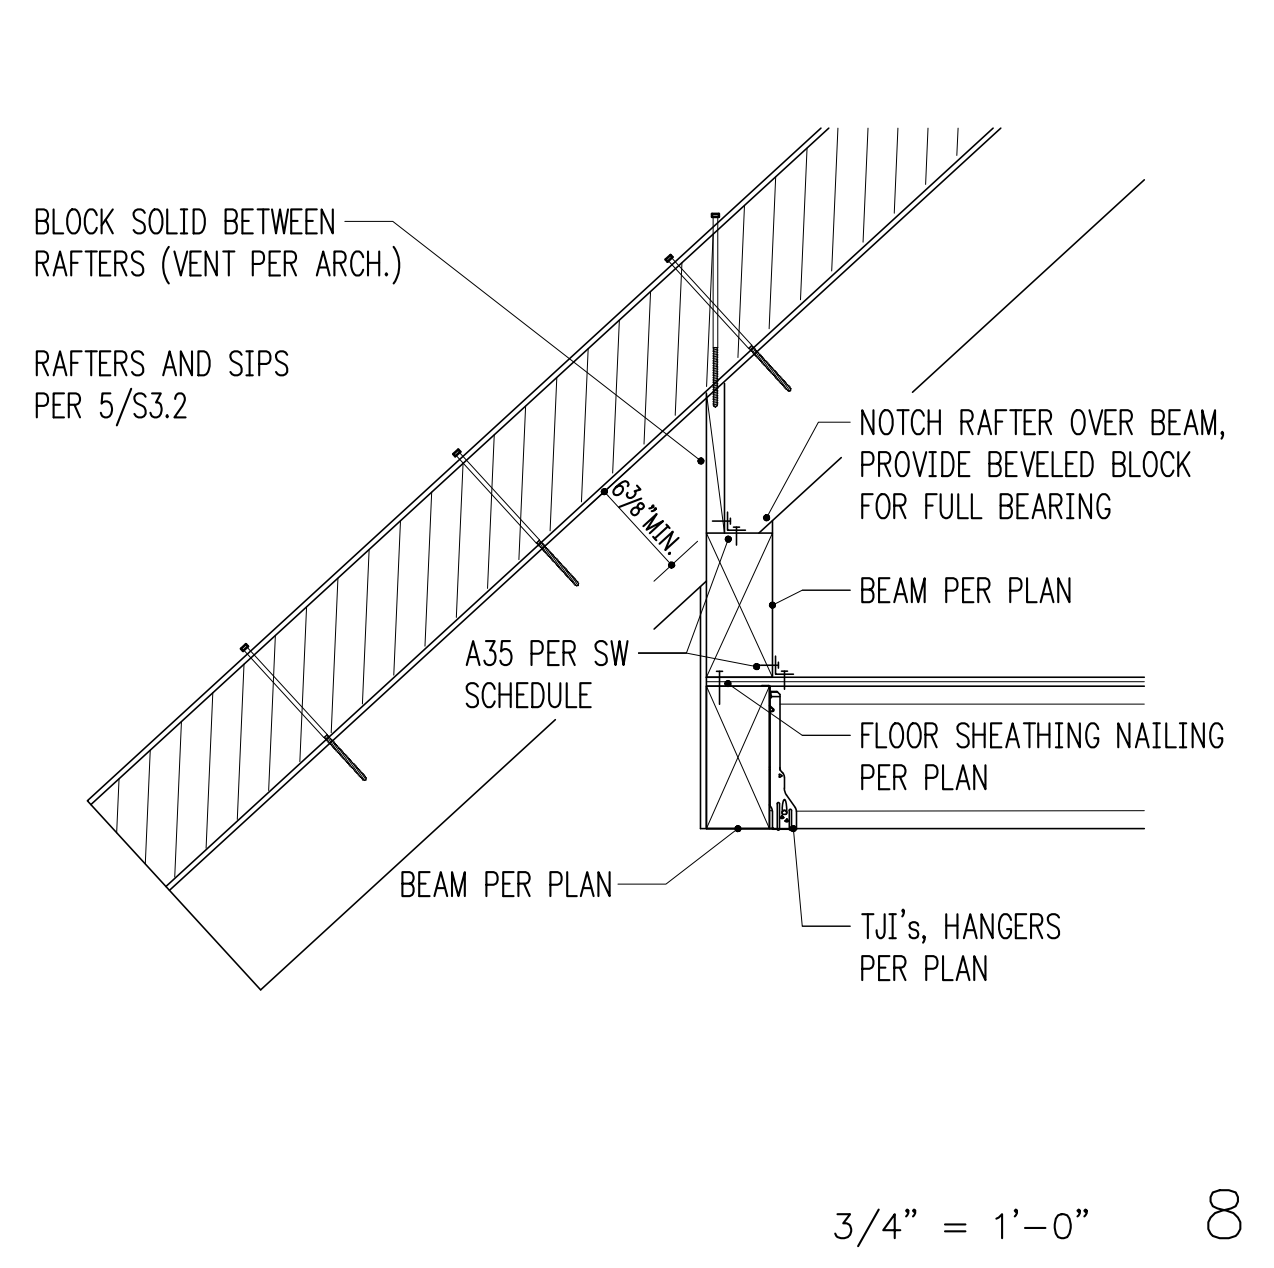 BLOCK SOLID BETWEEN
RAFTERS (VENT PER ARCH.)
RAFTERS AND SIPS
PER 5/S3.2
NOTCH RAFTER OVER BEAM,
PROVIDE BEVELED BLOCK
FOR FULL BEARING
6 3/8" MIN.
BEAM PER PLAN
A35 PER SW
SCHEDULE
FLOOR SHEATHING NAILING
PER PLAN
BEAM PER PLAN
TJI's, HANGERS
PER PLAN
3/4" = 1'-0"
8